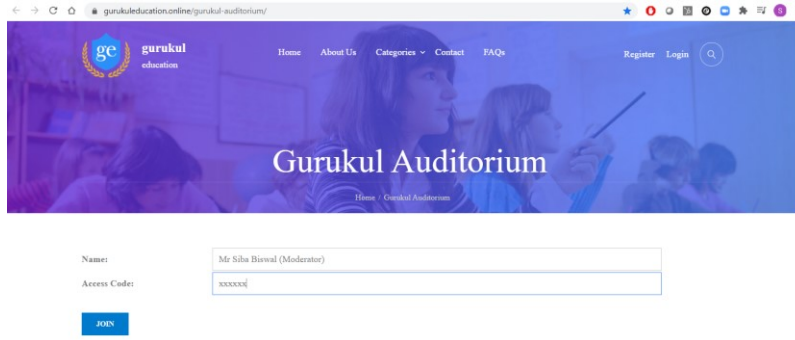 gurukuleducation.online/gurukul-auditorium/
S
ge
gurukul
education
Home About Us Categories Contact FAQs
Register Login
Gurukul Auditorium
Home / Gurukul Auditorium
Name: Mr Siba Biswal (Moderator)
Access Code: xxxxxx
JOIN